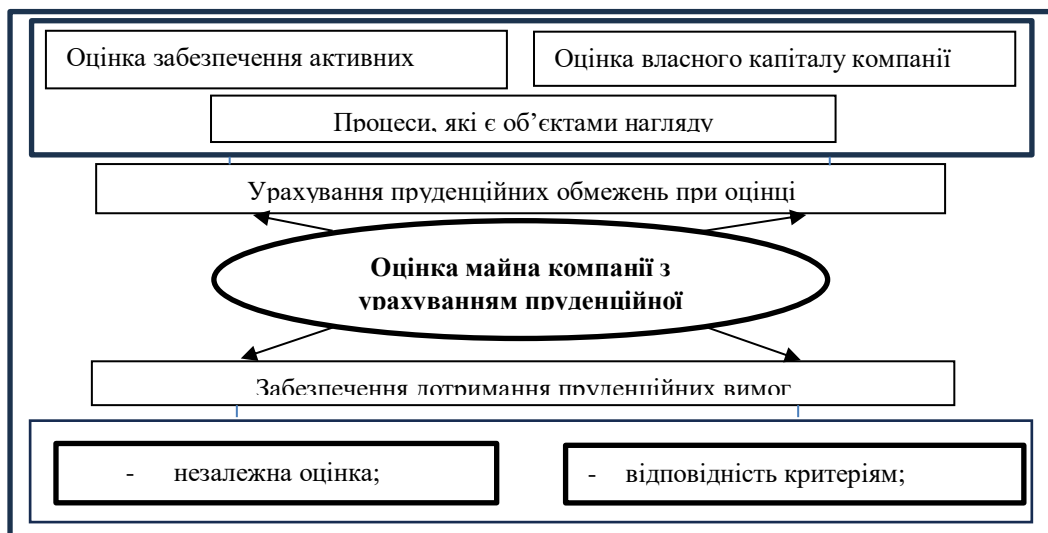 Оцінка забезпечення активних
Оцінка власного капіталу компанії
Процеси, які є об’єктами нагляду
Урахування пруденційних обмежень при оцінці
Оцінка майна компанії з
урахуванням пруденційної
Забезпечення дотримання пруденційних вимог
- незалежна оцінка;
- відповідність критеріям;